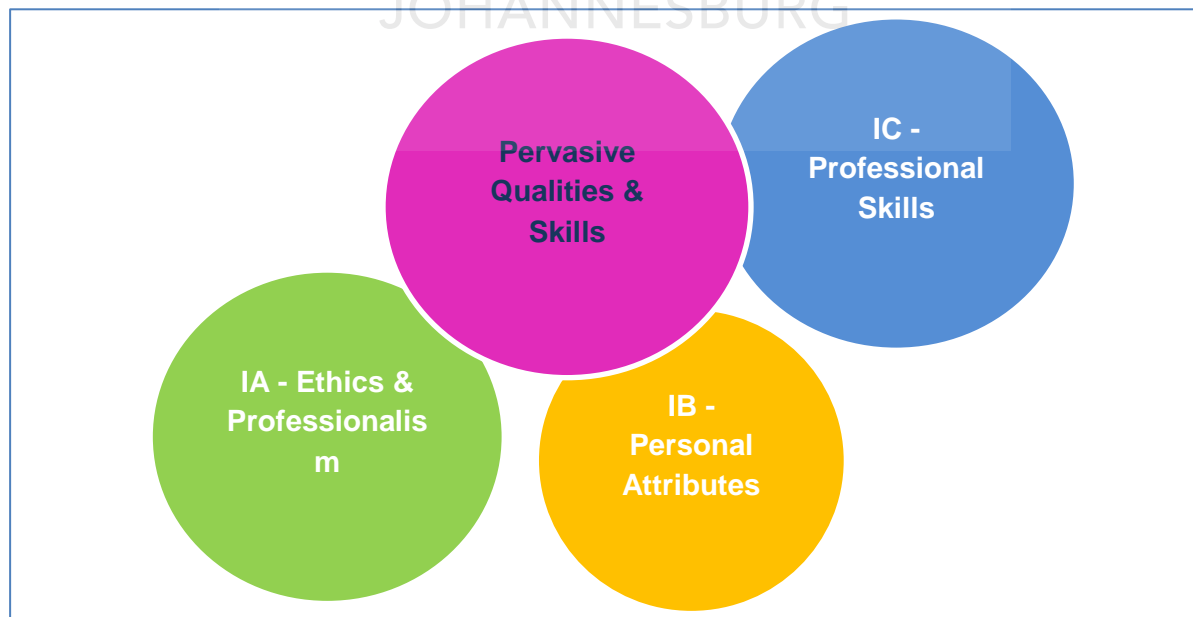 JOHANNESBURG
Pervasive
Qualities &
Skills
IC -
Professional
Skills
IA - Ethics &
Professionalis
m
IB -
Personal
Attributes